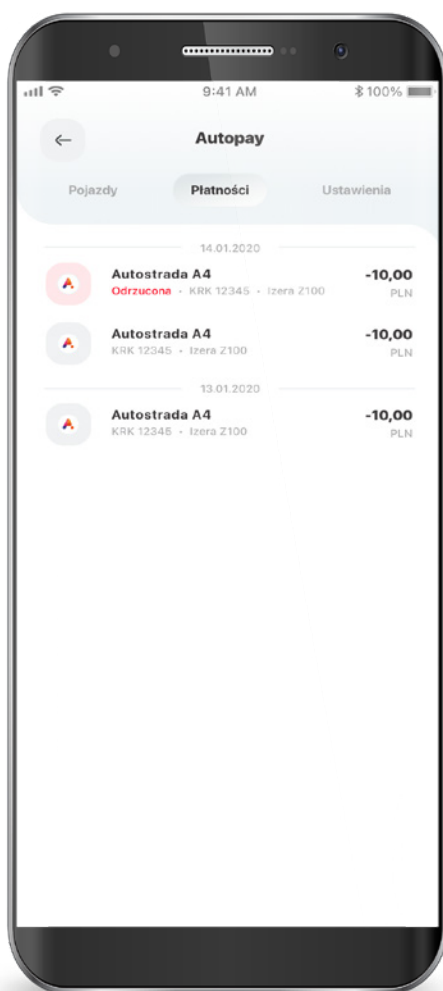 9:41 AM
100%
Autopay
Pojazdy
Płatności
Ustawienia
14.01.2020
Autostrada A4
-10,00
Odrzucona • KRK 12345 • Izera Z100
PLN
Autostrada A4
-10,00
KRK 12345 • Izera Z100
PLN
13.01.2020
Autostrada A4
-10,00
KRK 12345 • Izera Z100
PLN